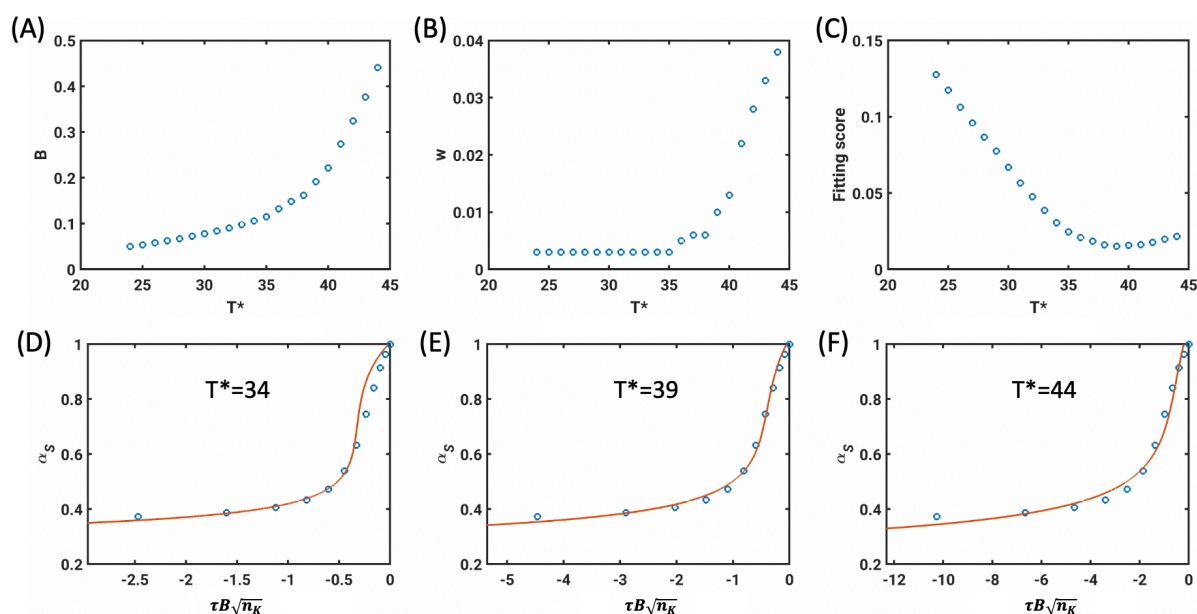 (A)
0.5
0.4
0.3
0.2
0.1
0
B
20 25 30 35 40 45
T*
(B)
0.04
0.03
0.02
0.01
0
w
20 25 30 35 40 45
T*
(C)
0.15
0.1
0.05
0
Fitting score
20 25 30 35 40 45
T*
(D)
1
0.8
0.6
0.4
0.2
α_S
T*=34
-2.5 -2 -1.5 -1 -0.5 0
τB√n_K
(E)
1
0.8
0.6
0.4
0.2
α_S
T*=39
-5 -4 -3 -2 -1 0
τB√n_K
(F)
1
0.8
0.6
0.4
0.2
α_S
T*=44
-12 -10 -8 -6 -4 -2 0
τB√n_K